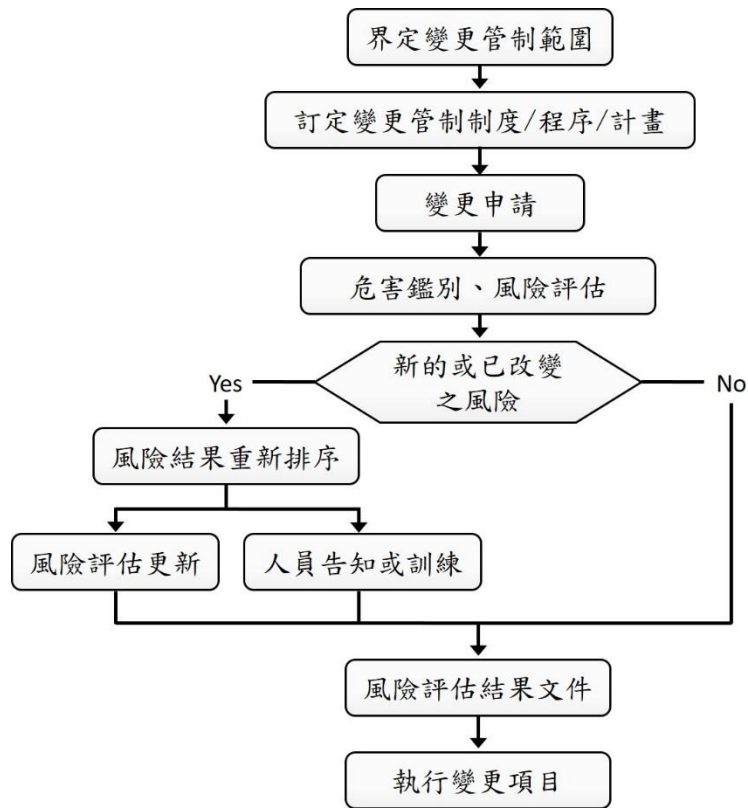 界定變更管制範圍
訂定變更管制制度/程序/計畫
變更申請
危害鑑別、風險評估
新的或已改變
之風險
Yes
No
風險結果重新排序
風險評估更新
人員告知或訓練
風險評估結果文件
執行變更項目